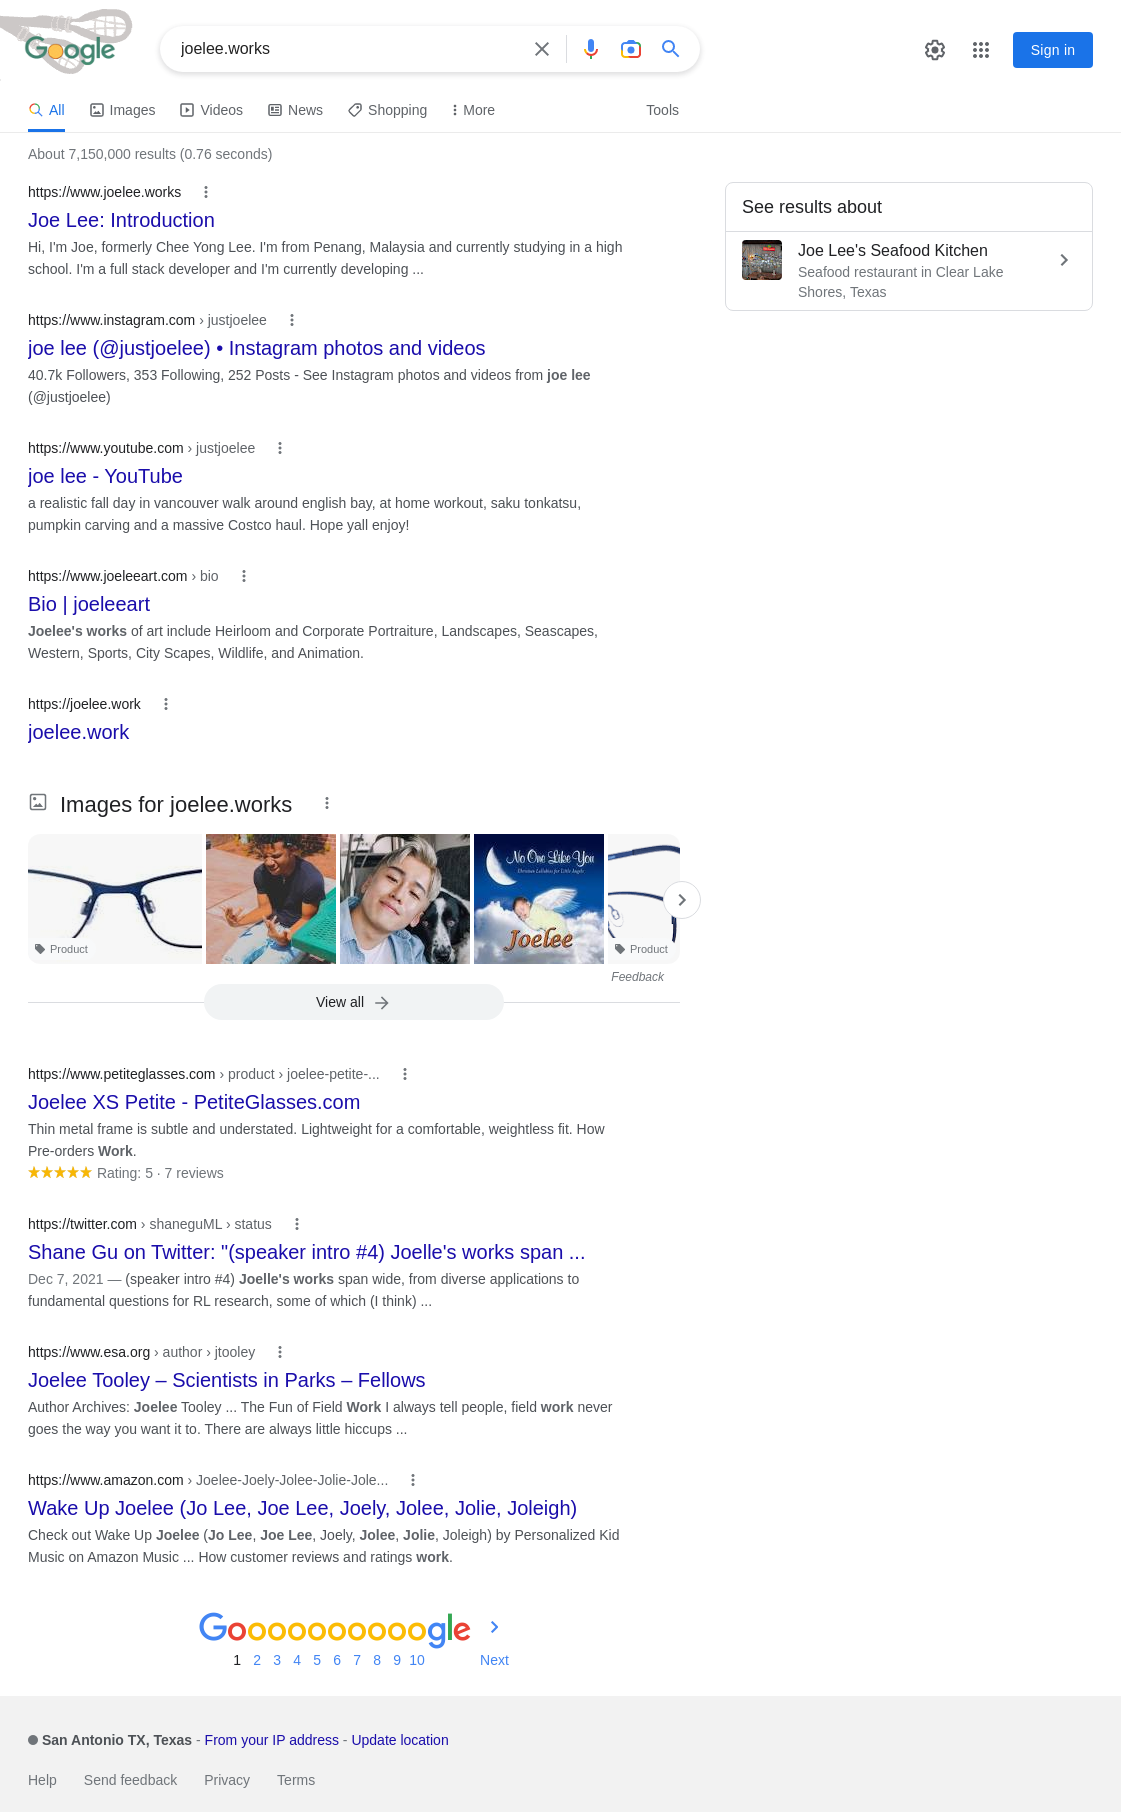 Google
joelee.works
Sign in
All
Images
Videos
News
Shopping
More
Tools
About 7,150,000 results (0.76 seconds)
https://www.joelee.works
Joe Lee: Introduction
Hi, I'm Joe, formerly Chee Yong Lee. I'm from Penang, Malaysia and currently studying in a high
school. I'm a full stack developer and I'm currently developing ...
See results about
Joe Lee's Seafood Kitchen
Seafood restaurant in Clear Lake
Shores, Texas
https://www.instagram.com › justjoelee
joe lee (@justjoelee) • Instagram photos and videos
40.7k Followers, 353 Following, 252 Posts - See Instagram photos and videos from joe lee
(@justjoelee)
https://www.youtube.com › justjoelee
joe lee - YouTube
a realistic fall day in vancouver walk around english bay, at home workout, saku tonkatsu,
pumpkin carving and a massive Costco haul. Hope yall enjoy!
https://www.joeleeart.com › bio
Bio | joeleeart
Joelee's works of art include Heirloom and Corporate Portraiture, Landscapes, Seascapes,
Western, Sports, City Scapes, Wildlife, and Animation.
https://joelee.work
joelee.work
Images for joelee.works
No One Like You
Christian Lullabies for Little Angels
Joelee
Product
Product
Feedback
View all
https://www.petiteglasses.com › product › joelee-petite-...
Joelee XS Petite - PetiteGlasses.com
Thin metal frame is subtle and understated. Lightweight for a comfortable, weightless fit. How
Pre-orders Work.
Rating: 5 · 7 reviews
https://twitter.com › shaneguML › status
Shane Gu on Twitter: "(speaker intro #4) Joelle's works span ...
Dec 7, 2021 — (speaker intro #4) Joelle's works span wide, from diverse applications to
fundamental questions for RL research, some of which (I think) ...
https://www.esa.org › author › jtooley
Joelee Tooley – Scientists in Parks – Fellows
Author Archives: Joelee Tooley ... The Fun of Field Work I always tell people, field work never
goes the way you want it to. There are always little hiccups ...
https://www.amazon.com › Joelee-Joely-Jolee-Jolie-Jole...
Wake Up Joelee (Jo Lee, Joe Lee, Joely, Jolee, Jolie, Joleigh)
Check out Wake Up Joelee (Jo Lee, Joe Lee, Joely, Jolee, Jolie, Joleigh) by Personalized Kid
Music on Amazon Music ... How customer reviews and ratings work.
Goooooooooogle
1 2 3 4 5 6 7 8 9 10 Next
San Antonio TX, Texas - From your IP address - Update location
Help Send feedback Privacy Terms